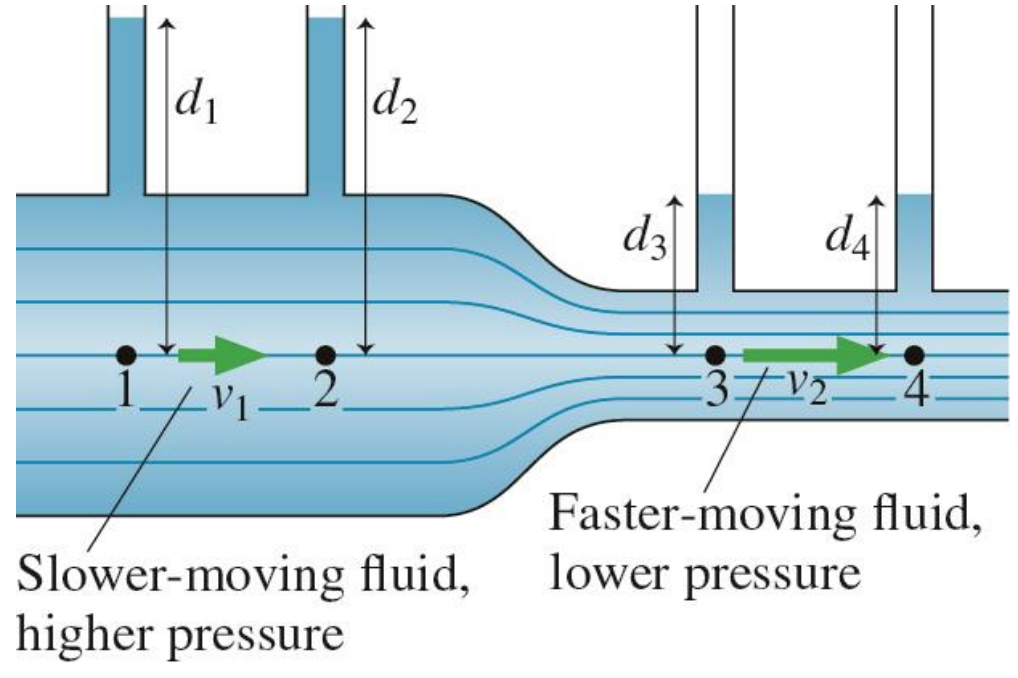 d₁
d₂
d₃
d₄
1
v₁
2
3
v₂
4
Slower-moving fluid,
higher pressure
Faster-moving fluid,
lower pressure